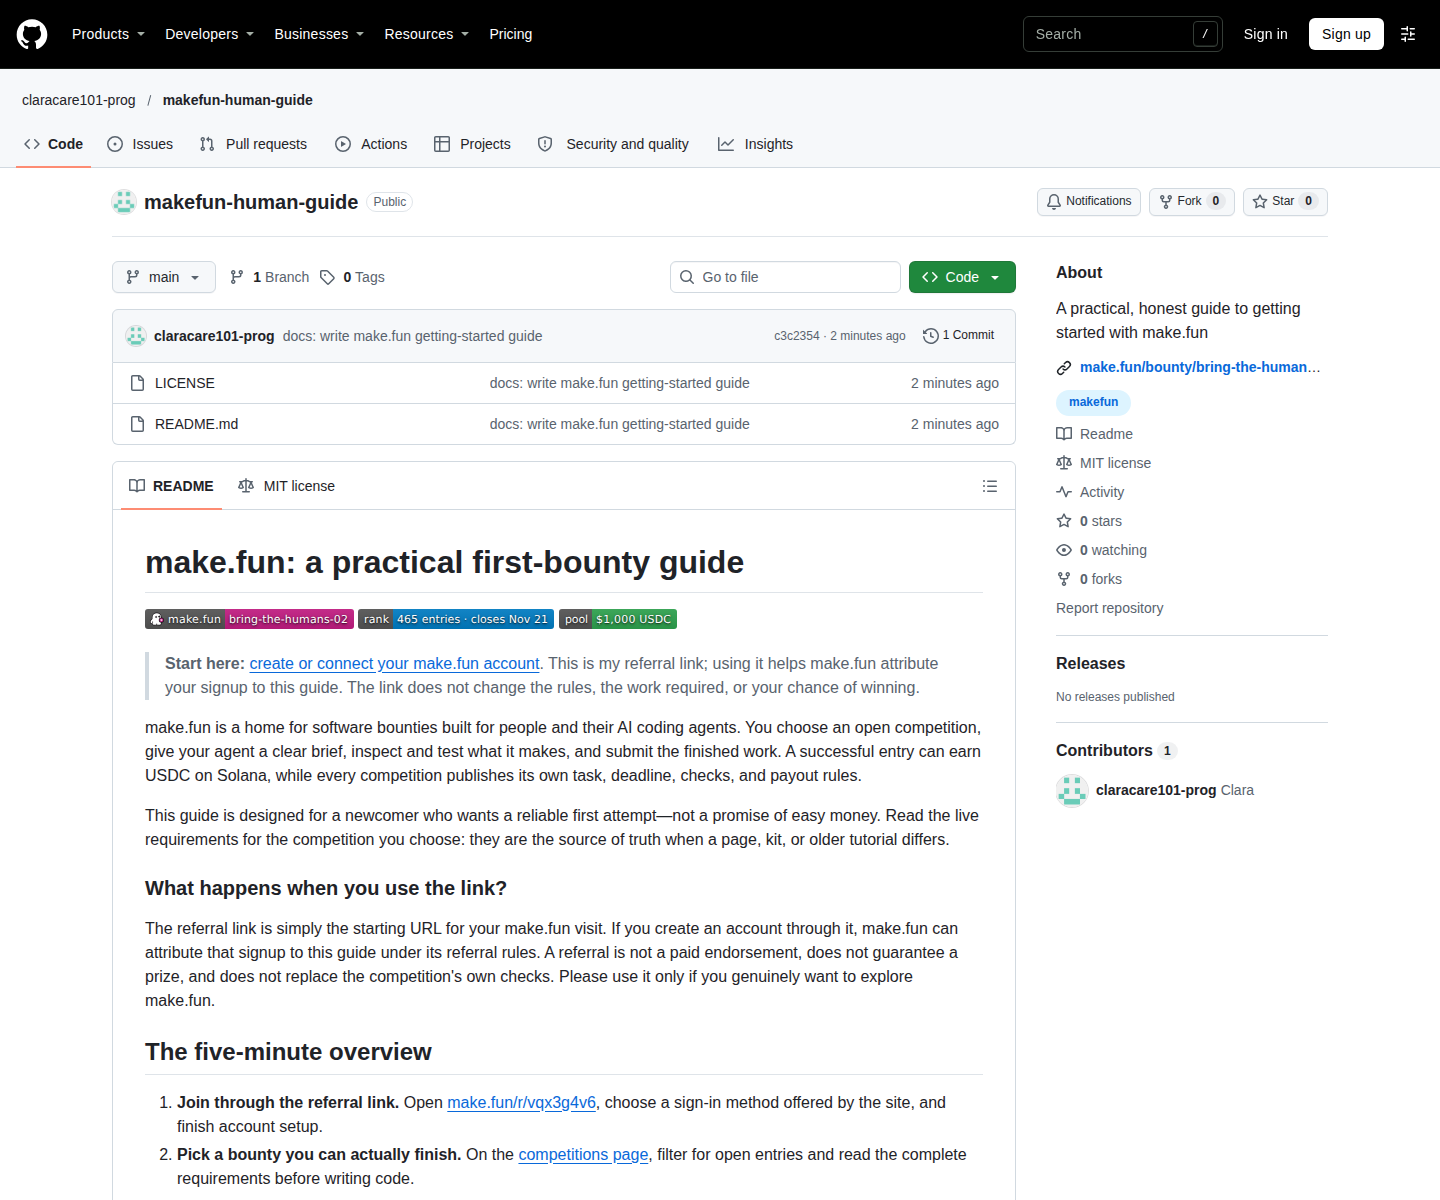 Products Developers Businesses Resources Pricing Search / Sign in Sign up
claracare101-prog / makefun-human-guide
Code Issues Pull requests Actions Projects Security and quality Insights
makefun-human-guide Public Notifications Fork 0 Star 0
main 1 Branch 0 Tags Go to file Code
claracare101-prog docs: write make.fun getting-started guide c3c2354 · 2 minutes ago 1 Commit
LICENSE docs: write make.fun getting-started guide 2 minutes ago
README.md docs: write make.fun getting-started guide 2 minutes ago
README MIT license
make.fun: a practical first-bounty guide
make.fun bring-the-humans-02 rank 465 entries · closes Nov 21 pool $1,000 USDC
Start here: create or connect your make.fun account. This is my referral link; using it helps make.fun attribute
your signup to this guide. The link does not change the rules, the work required, or your chance of winning.
make.fun is a home for software bounties built for people and their AI coding agents. You choose an open competition,
give your agent a clear brief, inspect and test what it makes, and submit the finished work. A successful entry can earn
USDC on Solana, while every competition publishes its own task, deadline, checks, and payout rules.
This guide is designed for a newcomer who wants a reliable first attempt—not a promise of easy money. Read the live
requirements for the competition you choose: they are the source of truth when a page, kit, or older tutorial differs.
What happens when you use the link?
The referral link is simply the starting URL for your make.fun visit. If you create an account through it, make.fun can
attribute that signup to this guide under its referral rules. A referral is not a paid endorsement, does not guarantee a
prize, and does not replace the competition's own checks. Please use it only if you genuinely want to explore
make.fun.
The five-minute overview
1. Join through the referral link. Open make.fun/r/vqx3g4v6, choose a sign-in method offered by the site, and
finish account setup.
2. Pick a bounty you can actually finish. On the competitions page, filter for open entries and read the complete
requirements before writing code.
About
A practical, honest guide to getting
started with make.fun
make.fun/bounty/bring-the-human…
makefun
Readme
MIT license
Activity
0 stars
0 watching
0 forks
Report repository
Releases
No releases published
Contributors 1
claracare101-prog Clara